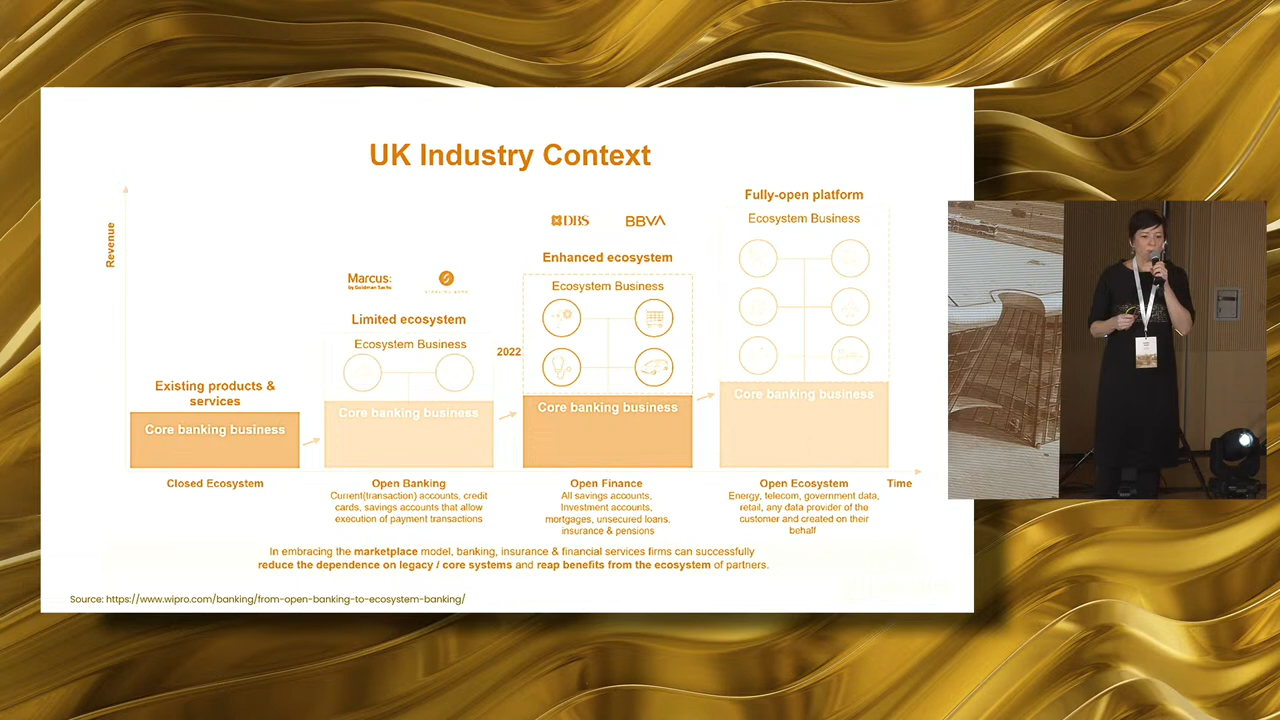 UK Industry Context
Revenue
Existing products &
services
Core banking business
Closed Ecosystem
Marcus:
by Goldman Sachs
Limited ecosystem
Ecosystem Business
Core banking business
Open Banking
Current(transaction) accounts, credit
cards, savings accounts that allow
execution of payment transactions
2022
DBS
BBVA
Enhanced ecosystem
Ecosystem Business
Core banking business
Open Finance
All savings accounts,
Investment accounts,
mortgages, unsecured loans,
insurance & pensions
Fully-open platform
Ecosystem Business
Core banking business
Open Ecosystem
Energy, telecom, government data,
retail, any data provider of the
customer and created on their
behalf
Time
In embracing the marketplace model, banking, insurance & financial services firms can successfully
reduce the dependence on legacy / core systems and reap benefits from the ecosystem of partners.
Source: https://www.wipro.com/banking/from-open-banking-to-ecosystem-banking/